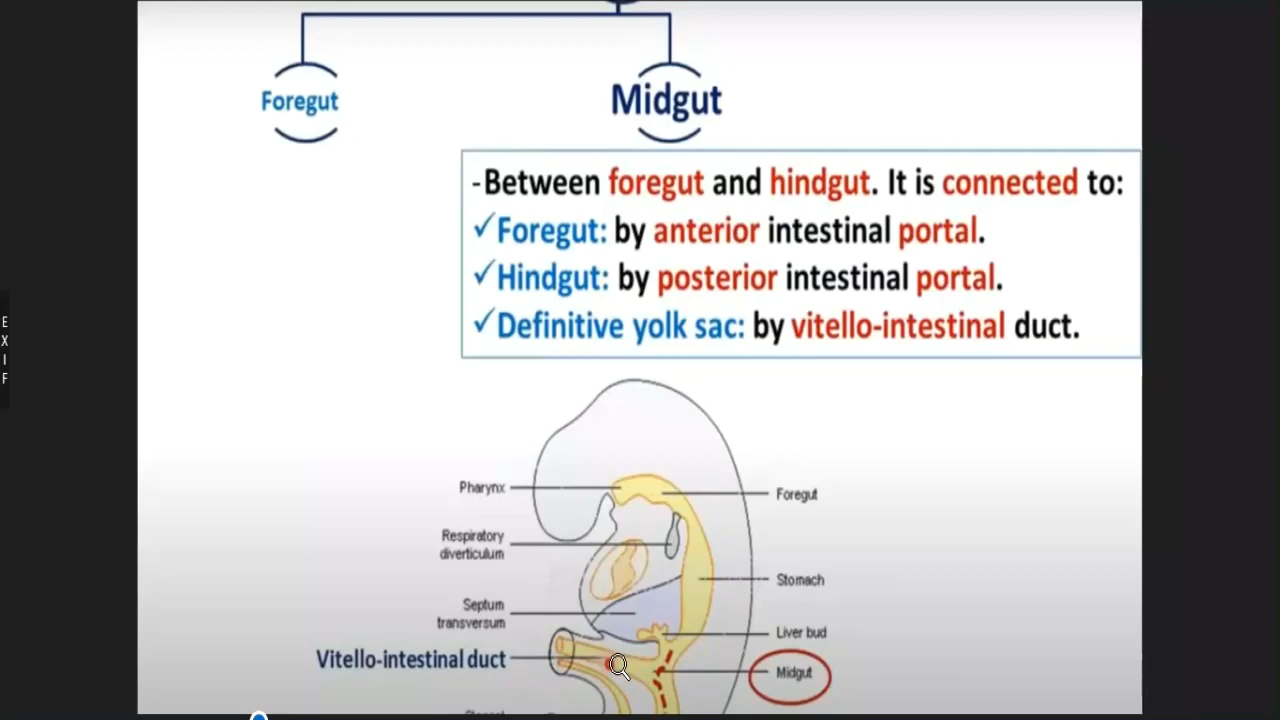 Foregut
Midgut
-Between foregut and hindgut. It is connected to:
✓Foregut: by anterior intestinal portal.
✓Hindgut: by posterior intestinal portal.
✓Definitive yolk sac: by vitello-intestinal duct.
Pharynx
Foregut
Respiratory
diverticulum
Stomach
Septum
transversum
Liver bud
Vitello-intestinal duct
Midgut
E
X
I
F